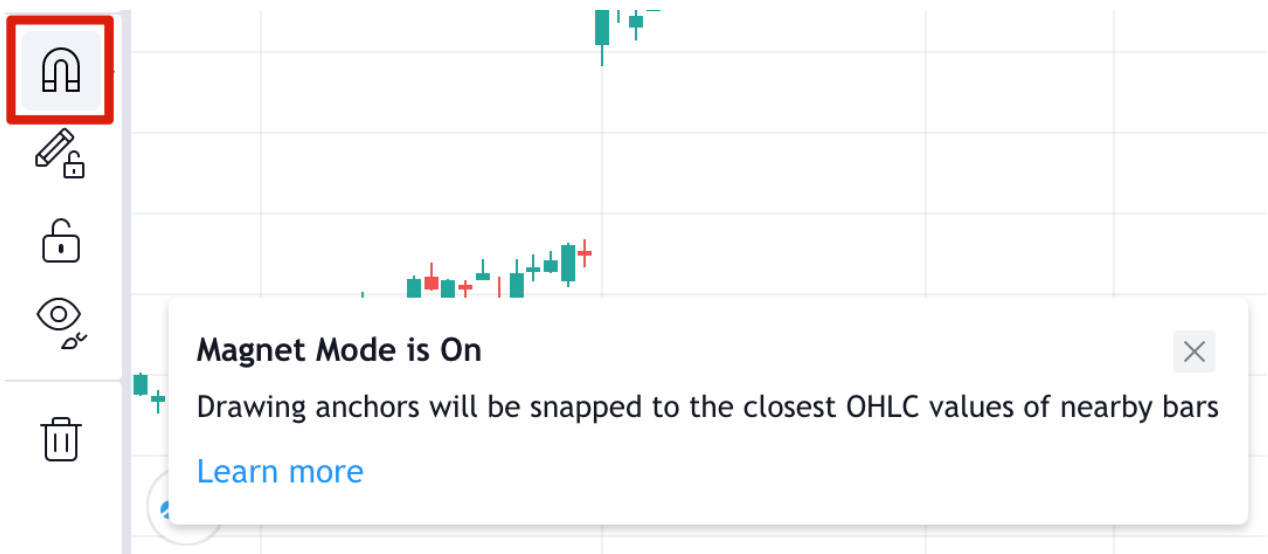 Magnet Mode is On
Drawing anchors will be snapped to the closest OHLC values of nearby bars
Learn more